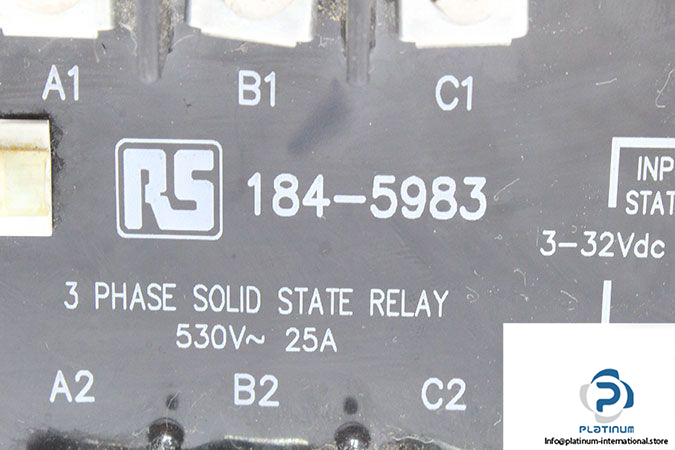 A1 B1 C1
RS 184-5983
INP
STAT
3-32Vdc
3 PHASE SOLID STATE RELAY
530V~ 25A
A2 B2 C2
PLATINUM
Info@platinum-international.store